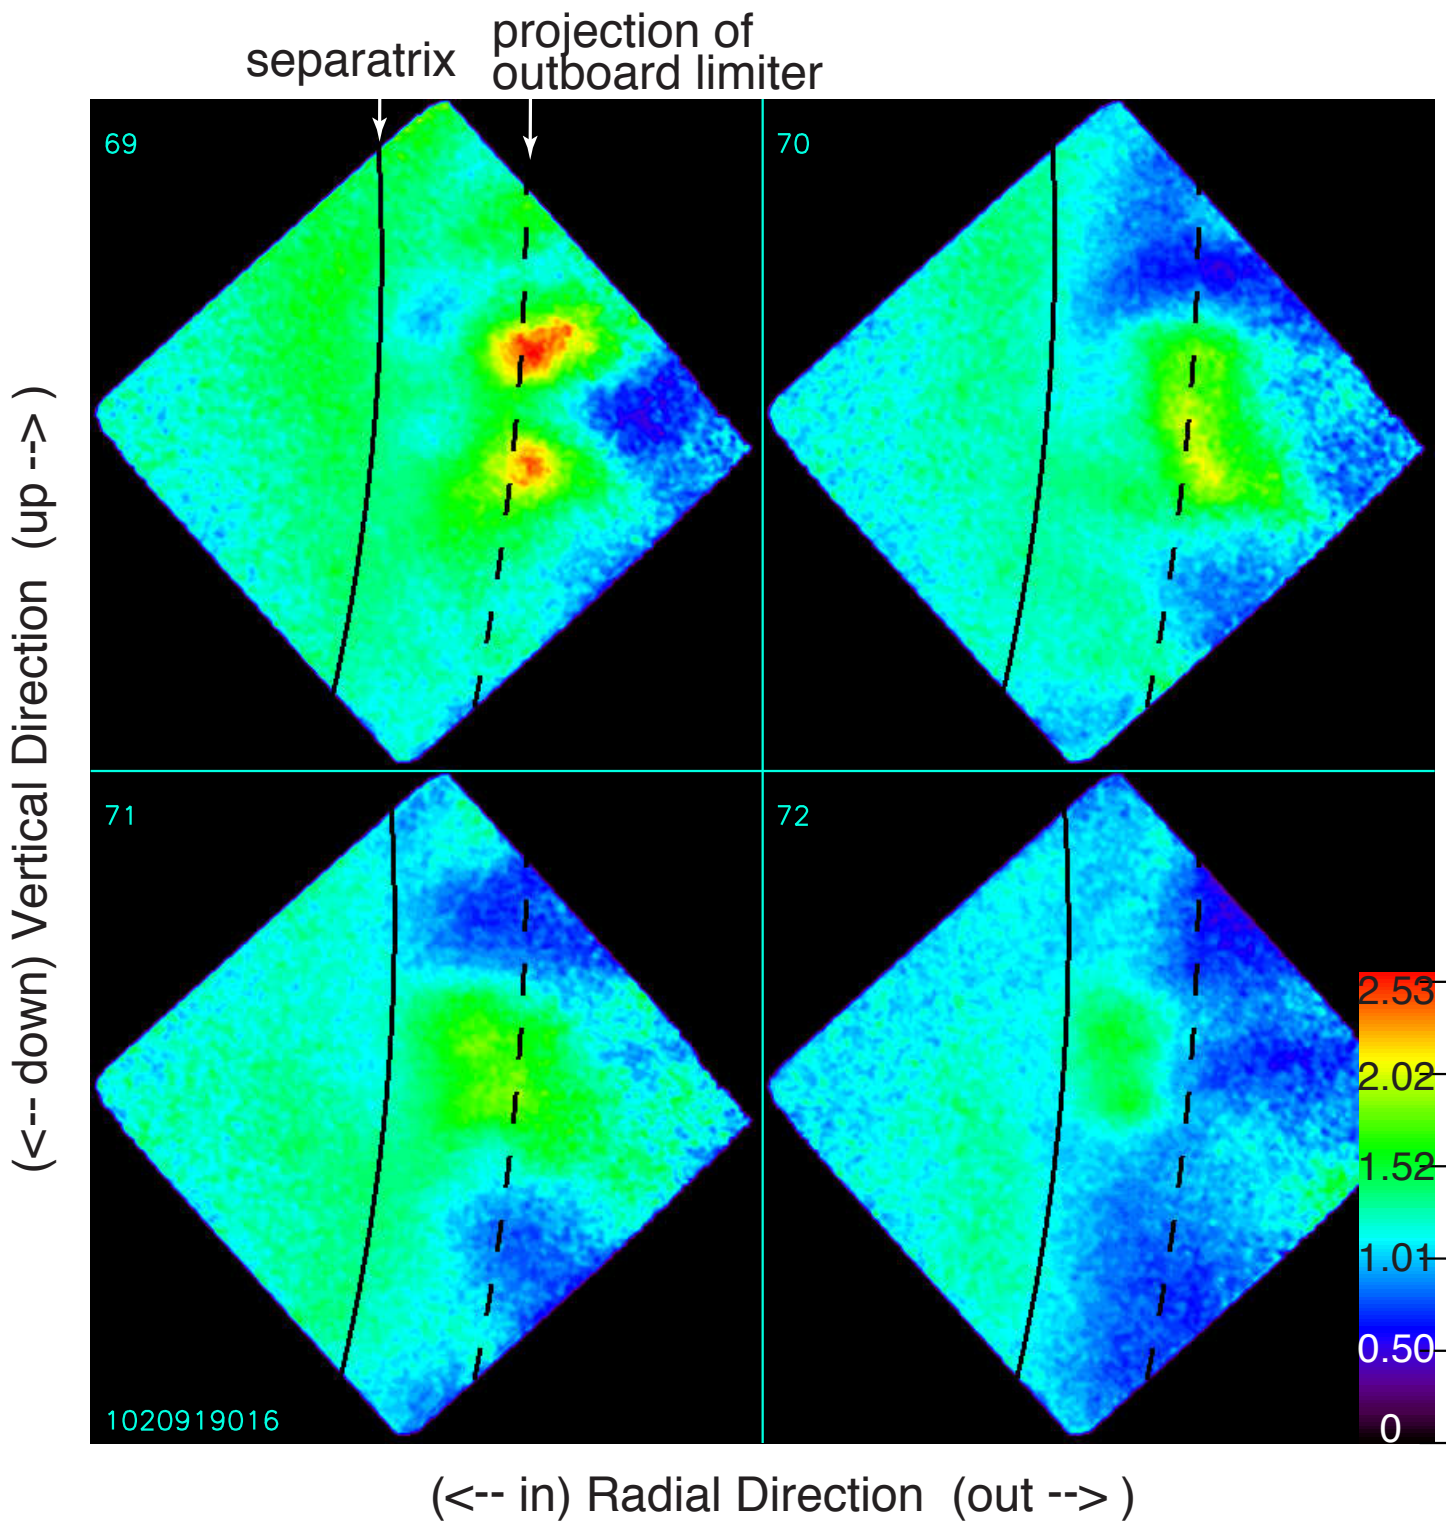 separatrix
projection of
outboard limiter
69
70
(<-- down) Vertical Direction (up --> )
71
72
2.53
2.02
1.52
1.01
0.50
0
1020919016
(<-- in) Radial Direction (out --> )